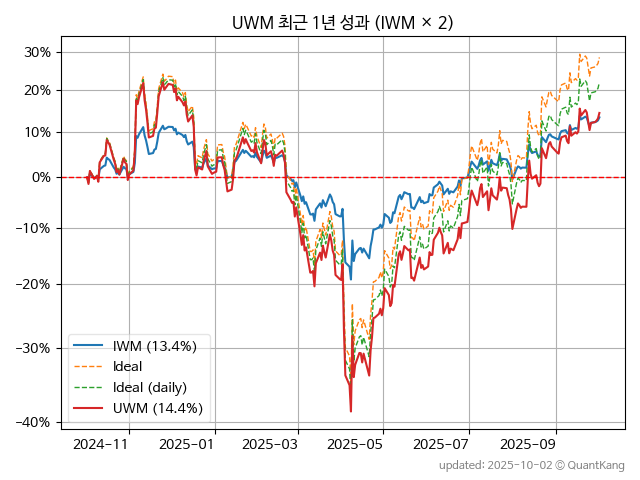 UWM 최근 1년 성과 (IWM × 2)
30%
20%
10%
0%
−10%
−20%
−30%
−40%
IWM (13.4%)
Ideal
Ideal (daily)
UWM (14.4%)
2024−11 2025−01 2025−03 2025−05 2025−07 2025−09
updated: 2025-10-02 © QuantKang